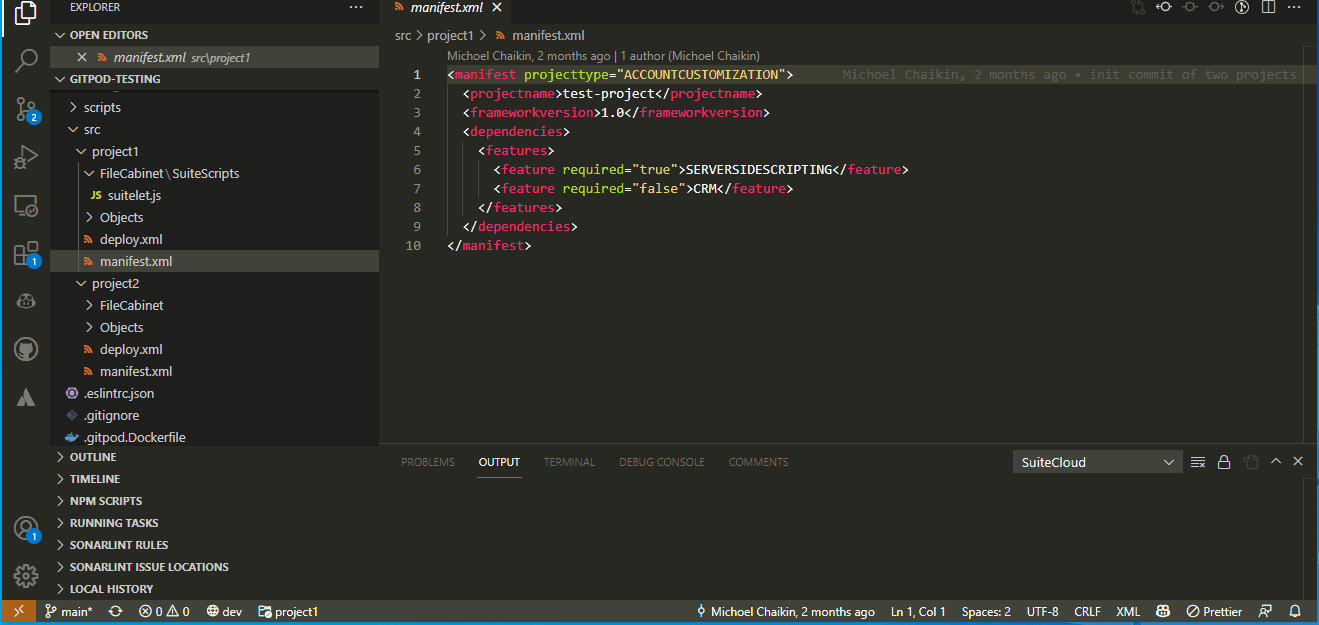 EXPLORER
OPEN EDITORS
manifest.xml src\project1
GITPOD-TESTING
scripts
src
project1
FileCabinet\SuiteScripts
JS suitelet.js
Objects
deploy.xml
manifest.xml
project2
FileCabinet
Objects
deploy.xml
manifest.xml
.eslintrc.json
.gitignore
.gitpod.Dockerfile
OUTLINE
TIMELINE
NPM SCRIPTS
RUNNING TASKS
SONARLINT RULES
SONARLINT ISSUE LOCATIONS
LOCAL HISTORY
2
1
1
manifest.xml
src > project1 > manifest.xml
Michoel Chaikin, 2 months ago | 1 author (Michoel Chaikin)
1 <manifest projecttype="ACCOUNTCUSTOMIZATION"> Michoel Chaikin, 2 months ago • init commit of two projects
2 <projectname>test-project</projectname>
3 <frameworkversion>1.0</frameworkversion>
4 <dependencies>
5 <features>
6 <feature required="true">SERVERSIDESCRIPTING</feature>
7 <feature required="false">CRM</feature>
8 </features>
9 </dependencies>
10 </manifest>
PROBLEMS OUTPUT TERMINAL DEBUG CONSOLE COMMENTS SuiteCloud
main* 0 0 dev project1 Michoel Chaikin, 2 months ago Ln 1, Col 1 Spaces: 2 UTF-8 CRLF XML Prettier